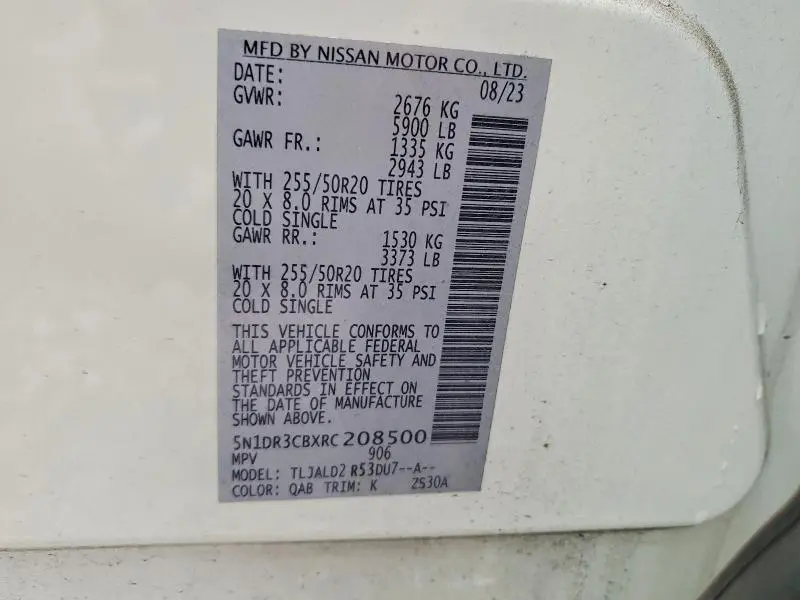 MFD BY NISSAN MOTOR CO., LTD.
DATE: 08/23
GVWR: 2676 KG
5900 LB
GAWR FR.: 1335 KG
2943 LB
WITH 255/50R20 TIRES
20 X 8.0 RIMS AT 35 PSI
COLD SINGLE
GAWR RR.: 1530 KG
3373 LB
WITH 255/50R20 TIRES
20 X 8.0 RIMS AT 35 PSI
COLD SINGLE
THIS VEHICLE CONFORMS TO
ALL APPLICABLE FEDERAL
MOTOR VEHICLE SAFETY AND
THEFT PREVENTION
STANDARDS IN EFFECT ON
THE DATE OF MANUFACTURE
SHOWN ABOVE.
5N1DR3CBXRC208500
MPV 906
MODEL: TLJALD2 R53DU7--A--
COLOR: QAB TRIM: K ZS30A